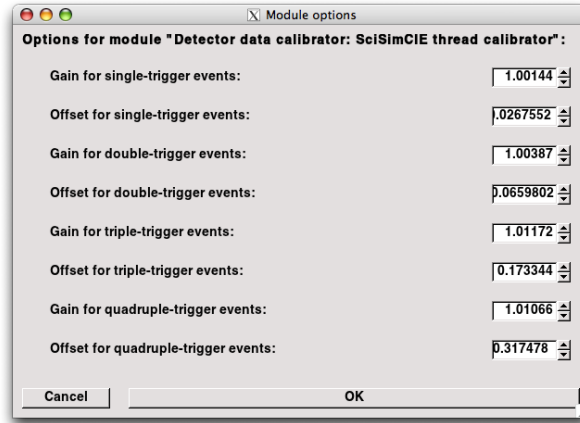 Module options
Options for module "Detector data calibrator: SciSimCIE thread calibrator":
Gain for single-trigger events: 1.00144
Offset for single-trigger events: .0267552
Gain for double-trigger events: 1.00387
Offset for double-trigger events: 0.0659802
Gain for triple-trigger events: 1.01172
Offset for triple-trigger events: 0.173344
Gain for quadruple-trigger events: 1.01066
Offset for quadruple-trigger events: 0.317478
Cancel OK